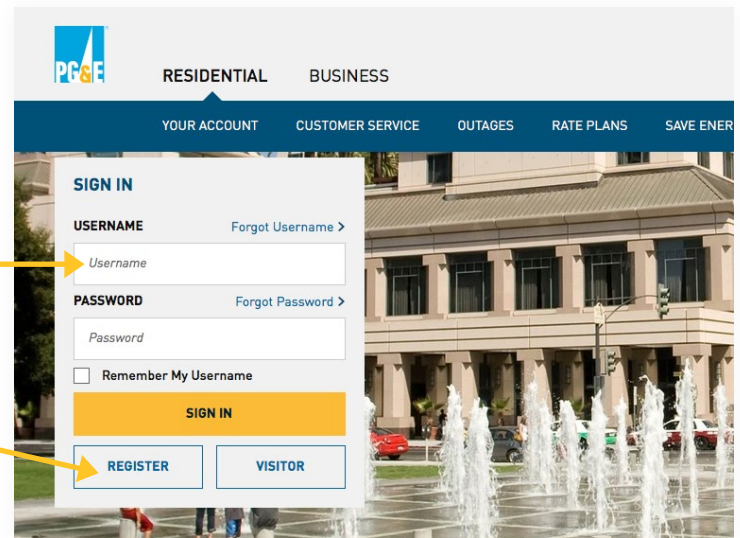 PG&E
RESIDENTIAL BUSINESS
YOUR ACCOUNT CUSTOMER SERVICE OUTAGES RATE PLANS SAVE ENER
SIGN IN
USERNAME Forgot Username >
Username
PASSWORD Forgot Password >
Password
Remember My Username
SIGN IN
REGISTER VISITOR